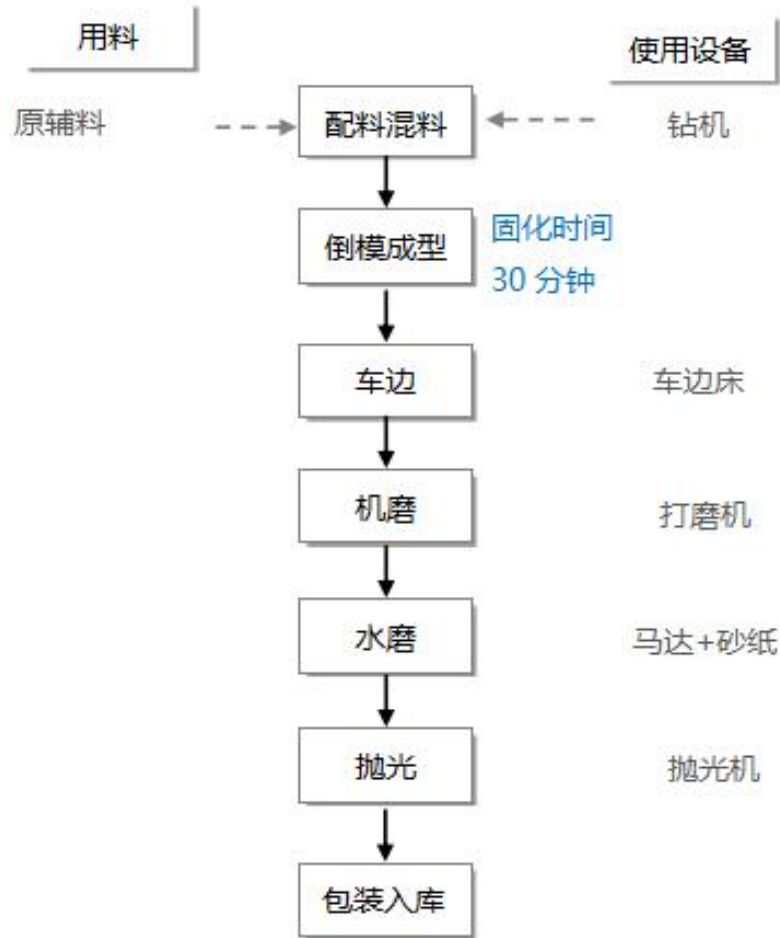 用料
使用设备
原辅料
配料混料
钻机
倒模成型
固化时间
30 分钟
车边
车边床
机磨
打磨机
水磨
马达+砂纸
抛光
抛光机
包装入库